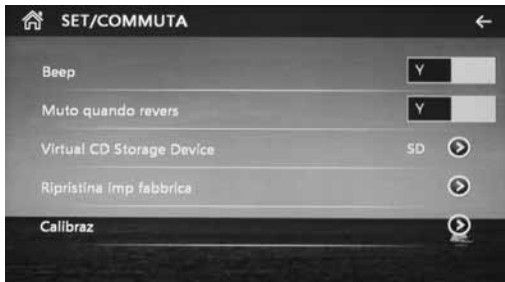 SET/COMMUTA
Beep Y
Muto quando revers Y
Virtual CD Storage Device SD
Ripristina imp fabbrica
Calibraz